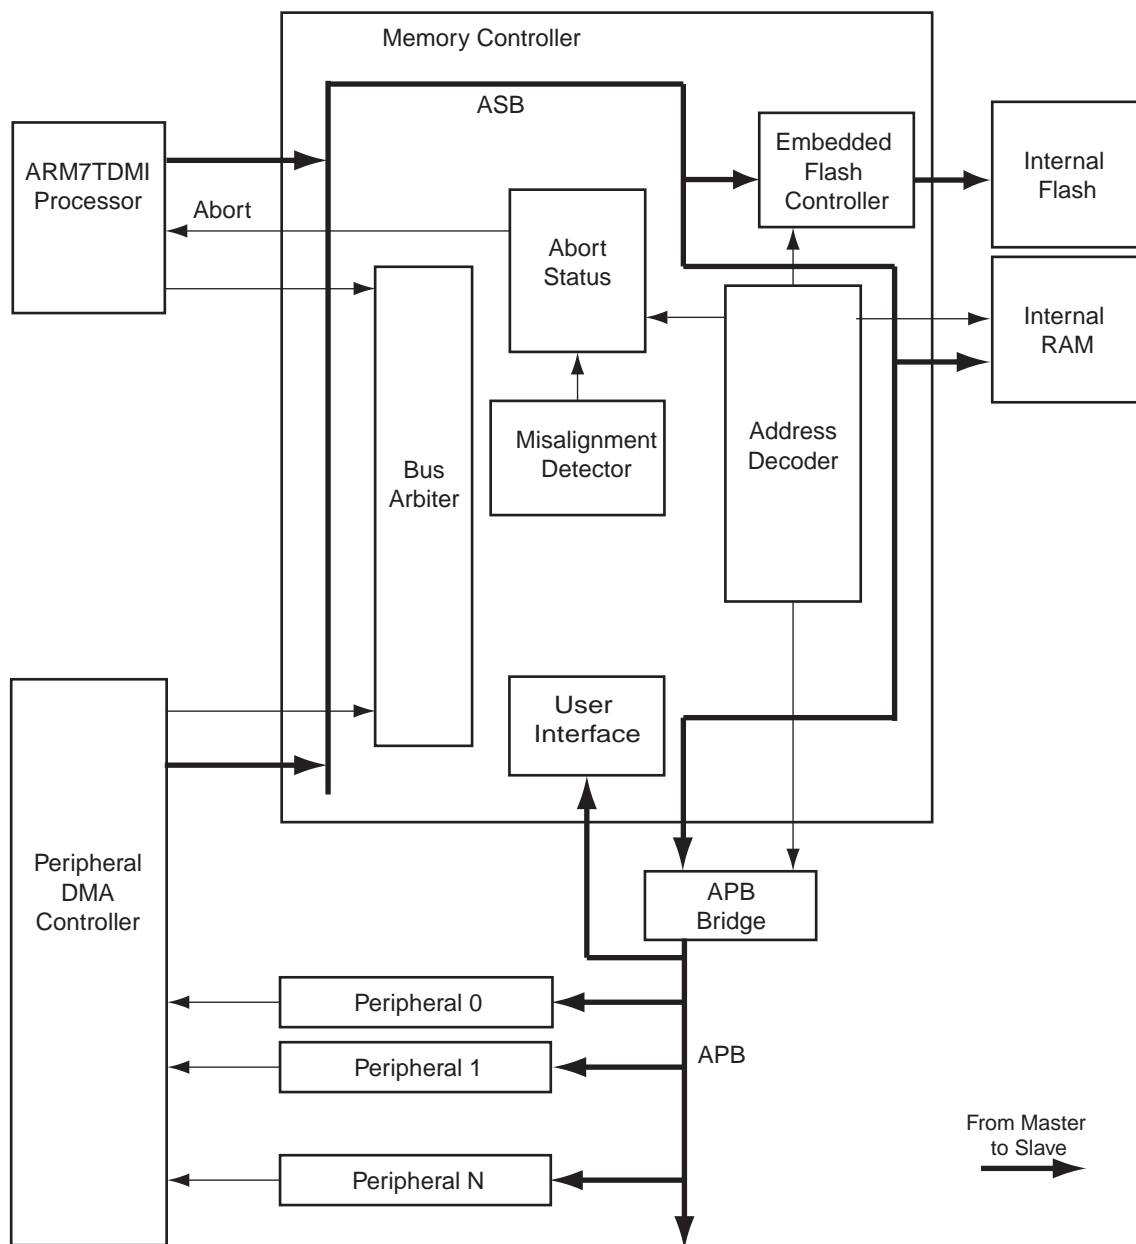 Memory Controller
ASB
ARM7TDMI
Processor
Abort
Embedded
Flash
Controller
Internal
Flash
Abort
Status
Internal
RAM
Misalignment
Detector
Address
Decoder
Bus
Arbiter
User
Interface
Peripheral
DMA
Controller
APB
Bridge
Peripheral 0
Peripheral 1
APB
Peripheral N
From Master
to Slave